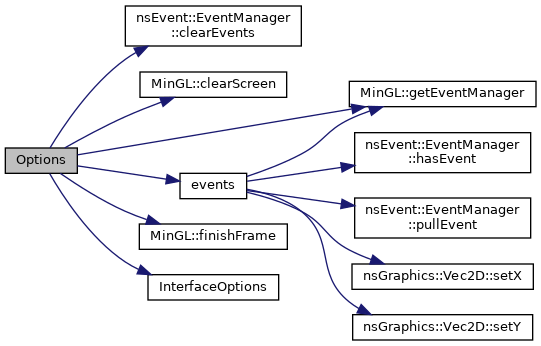 nsEvent::EventManager
::clearEvents
MinGL::clearScreen
MinGL::getEventManager
nsEvent::EventManager
::hasEvent
Options
events
nsEvent::EventManager
::pullEvent
MinGL::finishFrame
nsGraphics::Vec2D::setX
InterfaceOptions
nsGraphics::Vec2D::setY